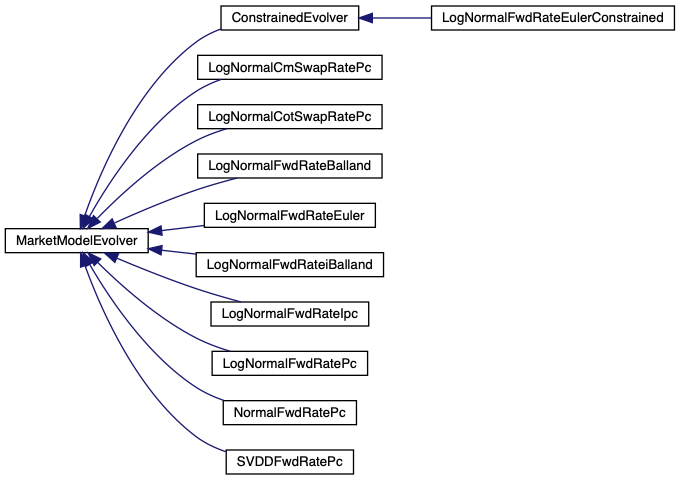 ConstrainedEvolver
LogNormalFwdRateEulerConstrained
LogNormalCmSwapRatePc
LogNormalCotSwapRatePc
LogNormalFwdRateBalland
LogNormalFwdRateEuler
MarketModelEvolver
LogNormalFwdRateiBalland
LogNormalFwdRateIpc
LogNormalFwdRatePc
NormalFwdRatePc
SVDDFwdRatePc